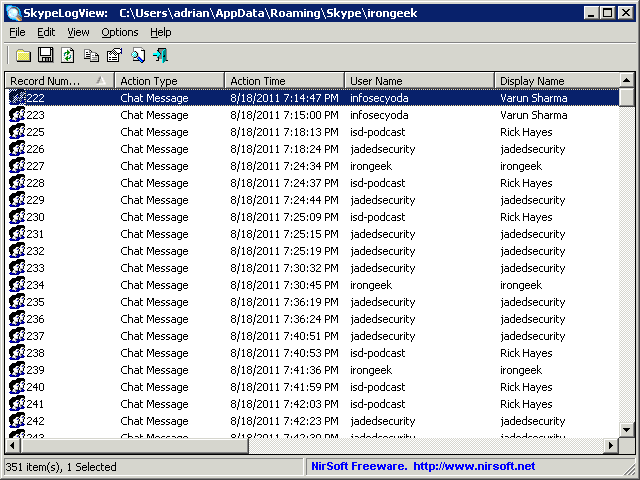 SkypeLogView: C:\Users\adrian\AppData\Roaming\Skype\irongeek
File Edit View Options Help
Record Num... Action Type Action Time User Name Display Name
222 Chat Message 8/18/2011 7:14:47 PM infosecyoda Varun Sharma
223 Chat Message 8/18/2011 7:15:00 PM infosecyoda Varun Sharma
225 Chat Message 8/18/2011 7:18:13 PM isd-podcast Rick Hayes
226 Chat Message 8/18/2011 7:18:24 PM jadedsecurity jadedsecurity
227 Chat Message 8/18/2011 7:24:34 PM irongeek irongeek
228 Chat Message 8/18/2011 7:24:37 PM isd-podcast Rick Hayes
229 Chat Message 8/18/2011 7:24:44 PM jadedsecurity jadedsecurity
230 Chat Message 8/18/2011 7:25:09 PM isd-podcast Rick Hayes
231 Chat Message 8/18/2011 7:25:15 PM jadedsecurity jadedsecurity
232 Chat Message 8/18/2011 7:25:19 PM jadedsecurity jadedsecurity
233 Chat Message 8/18/2011 7:30:32 PM jadedsecurity jadedsecurity
234 Chat Message 8/18/2011 7:30:45 PM irongeek irongeek
235 Chat Message 8/18/2011 7:36:19 PM jadedsecurity jadedsecurity
236 Chat Message 8/18/2011 7:36:24 PM jadedsecurity jadedsecurity
237 Chat Message 8/18/2011 7:40:51 PM jadedsecurity jadedsecurity
238 Chat Message 8/18/2011 7:40:53 PM isd-podcast Rick Hayes
239 Chat Message 8/18/2011 7:41:36 PM irongeek irongeek
240 Chat Message 8/18/2011 7:41:59 PM isd-podcast Rick Hayes
241 Chat Message 8/18/2011 7:42:03 PM isd-podcast Rick Hayes
242 Chat Message 8/18/2011 7:42:23 PM jadedsecurity jadedsecurity
243 Chat Message 8/18/2011 PM jadedsecurity jadedsecurity
351 item(s), 1 Selected NirSoft Freeware. http://www.nirsoft.net